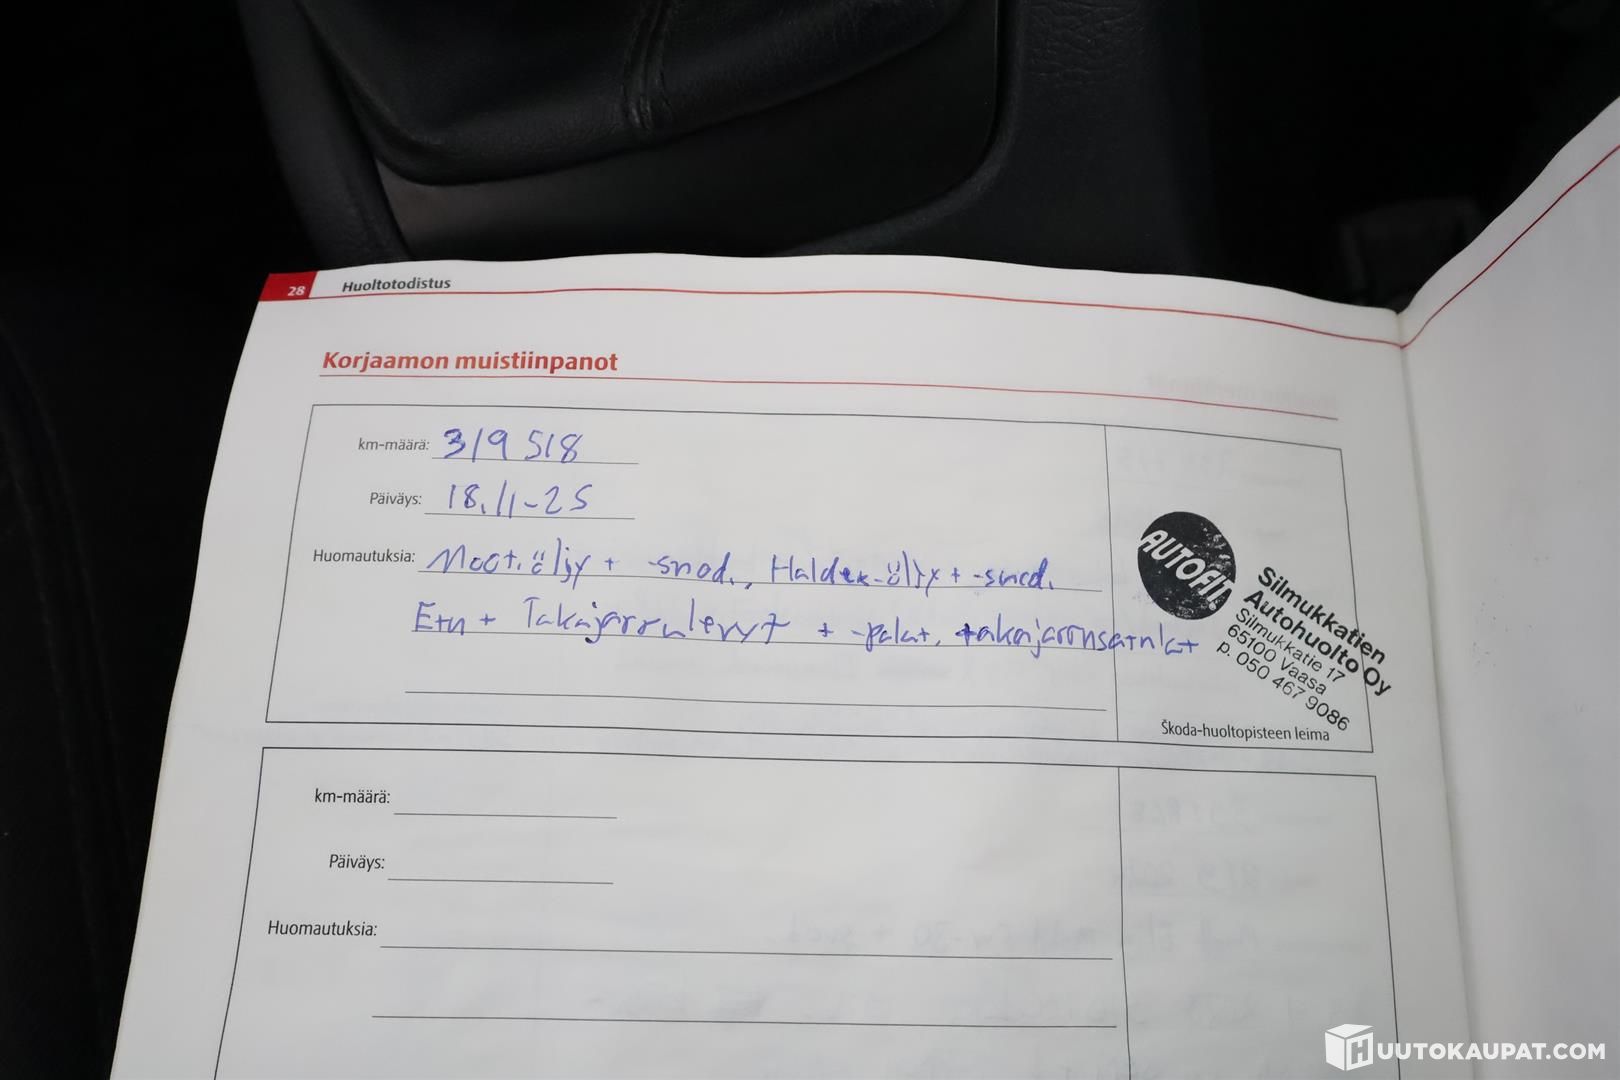 28 Huoltotodistus
Korjaamon muistiinpanot
km-määrä: 319 518
Päiväys: 18.11-25
Huomautuksia: Moot.öljy + -suod., Haldex-öljy + -suod.
Etu + Takajarrulevyt + -palat, takajarrusatulat
AUTOFIT!
Silmukkatien
Autohuolto Oy
Silmukkatie 17
65100 Vaasa
p. 050 467 9086
Škoda-huoltopisteen leima
km-määrä:
Päiväys:
Huomautuksia:
HUUTOKAUPAT.COM